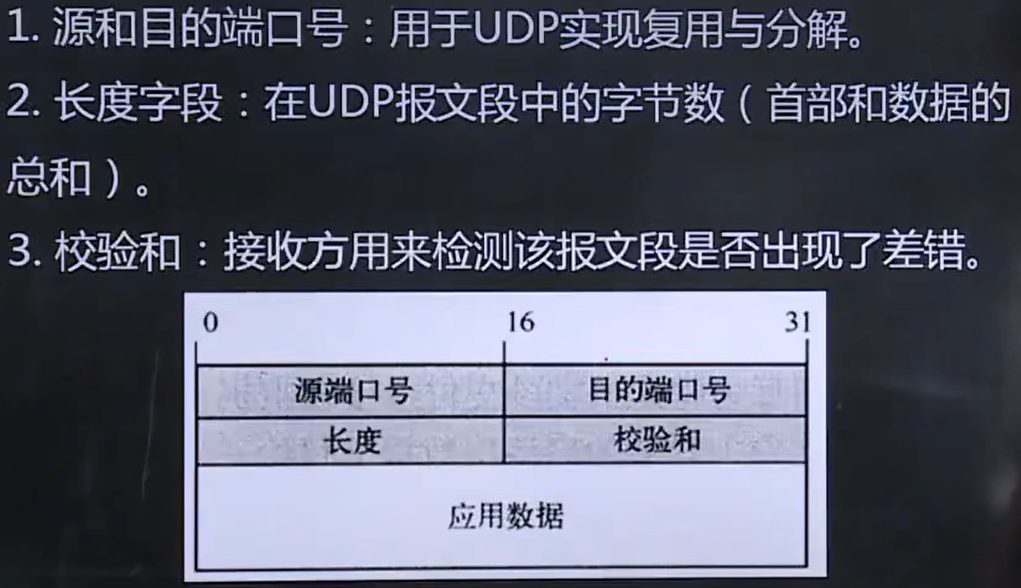 1. 源和目的端口号：用于UDP实现复用与分解。
2. 长度字段：在UDP报文段中的字节数（首部和数据的
总和）。
3. 校验和：接收方用来检测该报文段是否出现了差错。
0 16 31
源端口号 目的端口号
长度 校验和
应用数据